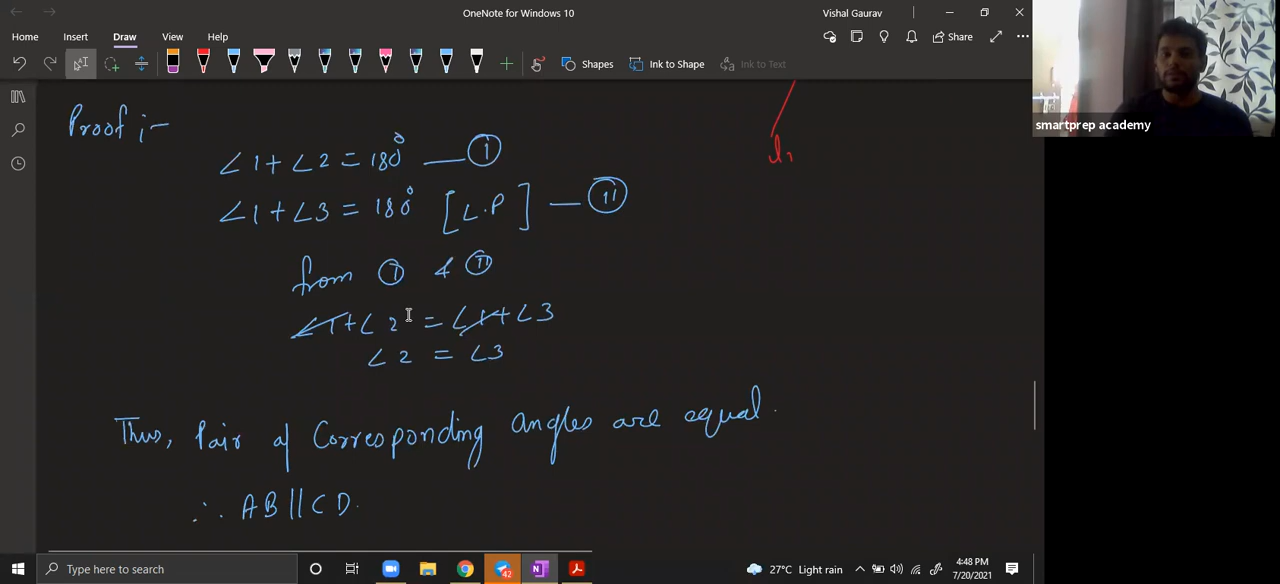 OneNote for Windows 10
Vishal Gaurav
Home Insert Draw View Help
Share
Shapes Ink to Shape Ink to Text
smartprep academy
Proof :-
∠1 + ∠2 = 180° — (I)
∠1 + ∠3 = 180° [L.P] — (II)
from (I) & (II)
∠1 + ∠2 = ∠1 + ∠3
∠2 = ∠3
Thus, Pair of Corresponding Angles are equal.
∴ AB || CD.
Type here to search
42
27°C Light rain
4:48 PM
7/20/2021